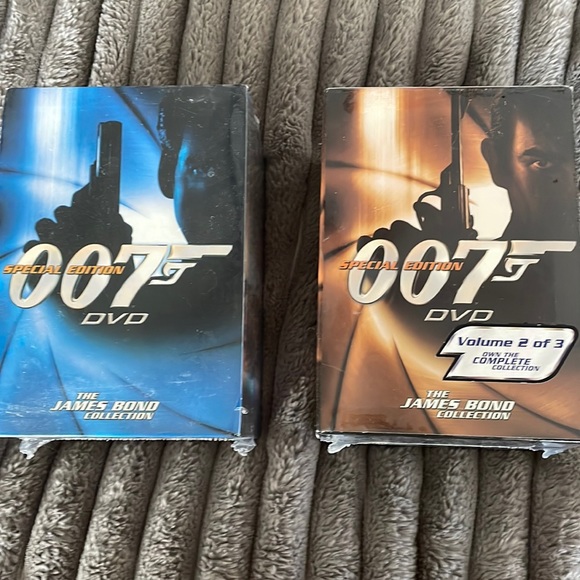 SPECIAL EDITION
007
DVD
THE
JAMES BOND
COLLECTION
SPECIAL EDITION
007
DVD
Volume 2 of 3
OWN THE
COMPLETE
COLLECTION
THE
JAMES BOND
COLLECTION